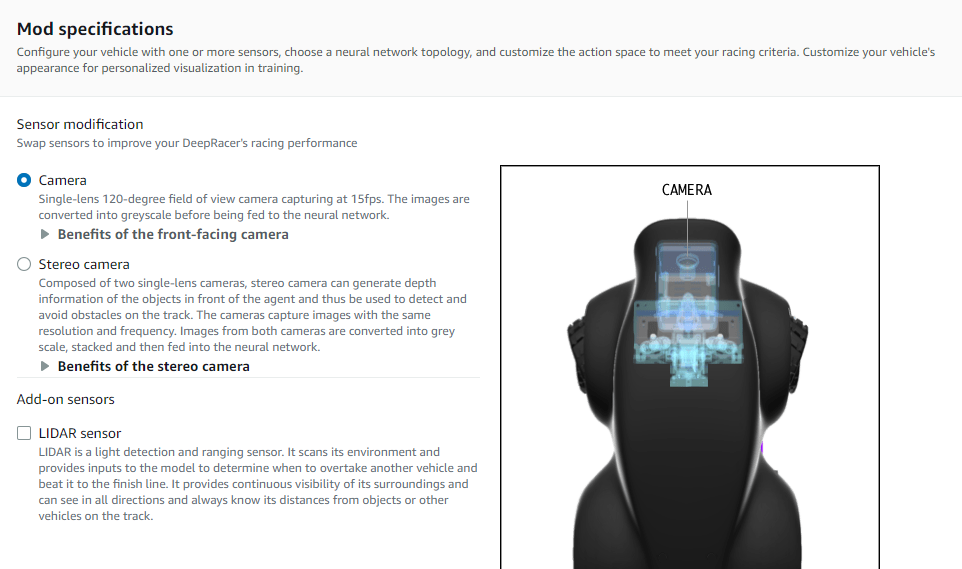 Mod specifications
Configure your vehicle with one or more sensors, choose a neural network topology, and customize the action space to meet your racing criteria. Customize your vehicle's
appearance for personalized visualization in training.
Sensor modification
Swap sensors to improve your DeepRacer's racing performance
Camera
Single-lens 120-degree field of view camera capturing at 15fps. The images are
converted into greyscale before being fed to the neural network.
Benefits of the front-facing camera
Stereo camera
Composed of two single-lens cameras, stereo camera can generate depth
information of the objects in front of the agent and thus be used to detect and
avoid obstacles on the track. The cameras capture images with the same
resolution and frequency. Images from both cameras are converted into grey
scale, stacked and then fed into the neural network.
Benefits of the stereo camera
Add-on sensors
LIDAR sensor
LIDAR is a light detection and ranging sensor. It scans its environment and
provides inputs to the model to determine when to overtake another vehicle and
beat it to the finish line. It provides continuous visibility of its surroundings and
can see in all directions and always know its distances from objects or other
vehicles on the track.
CAMERA